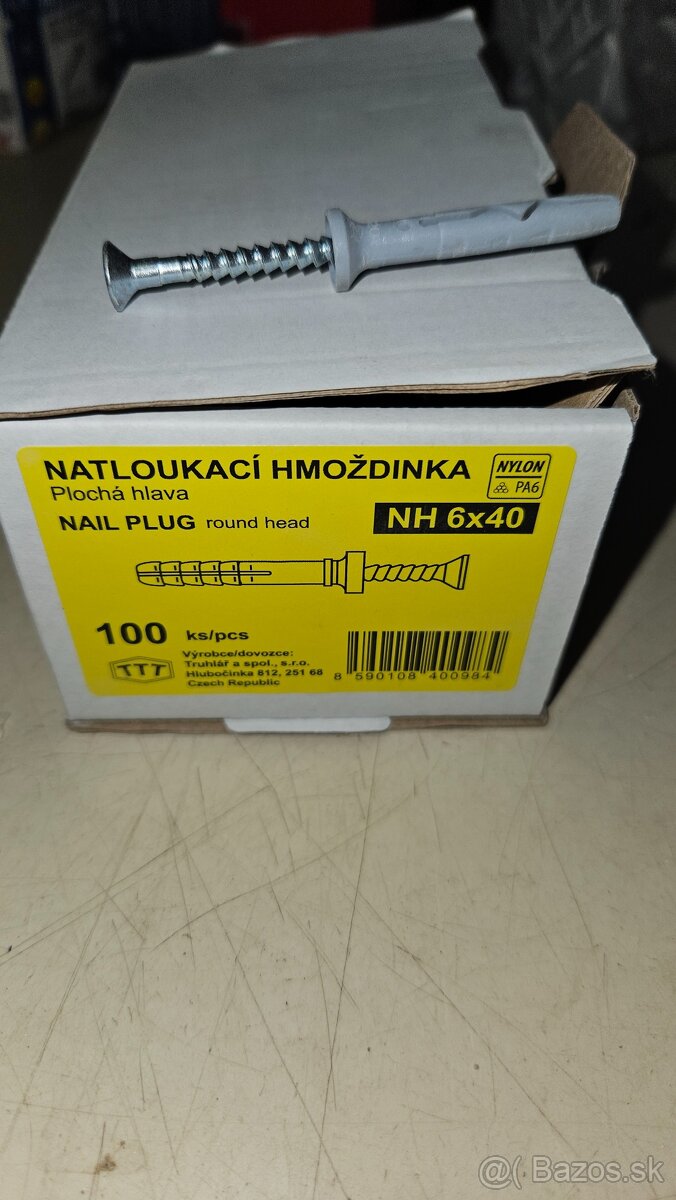 NATLOUKACÍ HMOŽDINKA
Plochá hlava
NYLON
PA6
NAIL PLUG round head
NH 6x40
100 ks/pcs
TTT
Výrobce/dovozce:
Truhlář a spol., s.r.o.
Hlubočinka 812, 251 68
Czech Republic
8 590108 400984
@( Bazos.sk